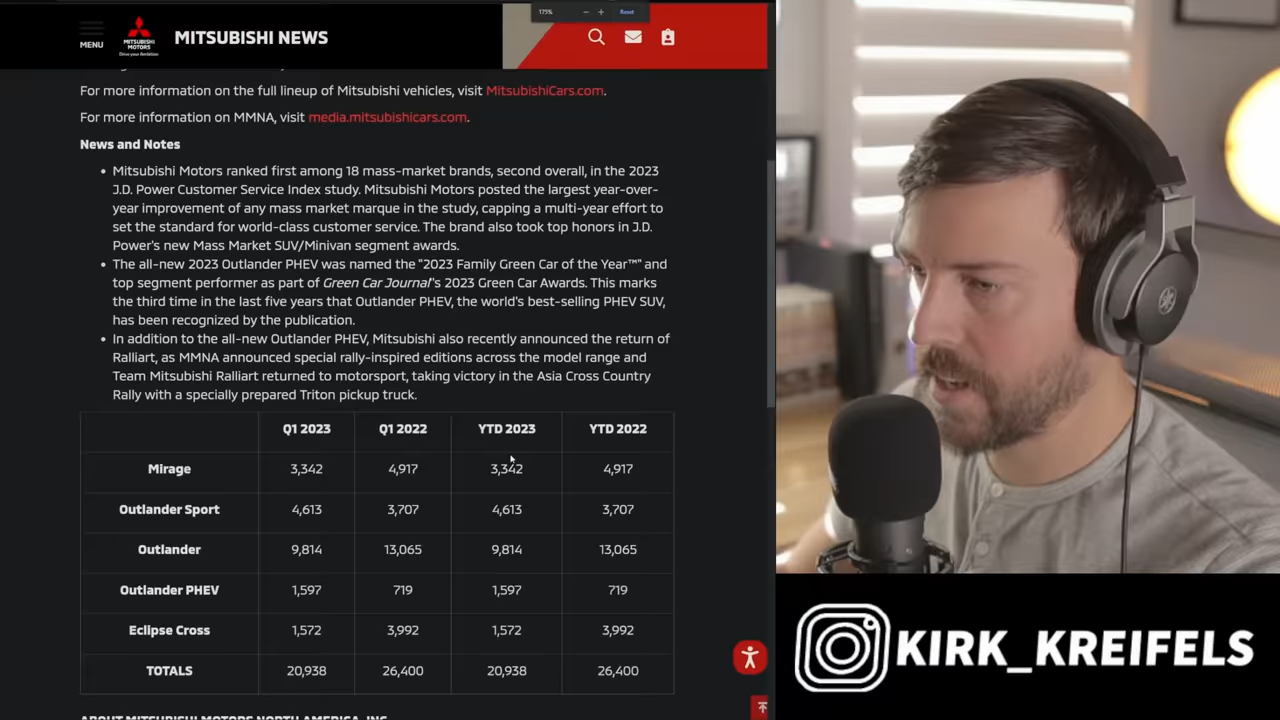 175%
Reset
MENU
MITSUBISHI
MOTORS
Drive your Ambition
MITSUBISHI NEWS
For more information on the full lineup of Mitsubishi vehicles, visit MitsubishiCars.com.
For more information on MMNA, visit media.mitsubishicars.com.
News and Notes
Mitsubishi Motors ranked first among 18 mass-market brands, second overall, in the 2023
J.D. Power Customer Service Index study. Mitsubishi Motors posted the largest year-over-
year improvement of any mass market marque in the study, capping a multi-year effort to
set the standard for world-class customer service. The brand also took top honors in J.D.
Power's new Mass Market SUV/Minivan segment awards.
The all-new 2023 Outlander PHEV was named the "2023 Family Green Car of the Year™" and
top segment performer as part of Green Car Journal's 2023 Green Car Awards. This marks
the third time in the last five years that Outlander PHEV, the world's best-selling PHEV SUV,
has been recognized by the publication.
In addition to the all-new Outlander PHEV, Mitsubishi also recently announced the return of
Ralliart, as MMNA announced special rally-inspired editions across the model range and
Team Mitsubishi Ralliart returned to motorsport, taking victory in the Asia Cross Country
Rally with a specially prepared Triton pickup truck.
Q1 2023 Q1 2022 YTD 2023 YTD 2022
Mirage 3,342 4,917 3,342 4,917
Outlander Sport 4,613 3,707 4,613 3,707
Outlander 9,814 13,065 9,814 13,065
Outlander PHEV 1,597 719 1,597 719
Eclipse Cross 1,572 3,992 1,572 3,992
TOTALS 20,938 26,400 20,938 26,400
ABOUT MITSUBISHI MOTORS NORTH AMERICA, INC.
KIRK_KREIFELS